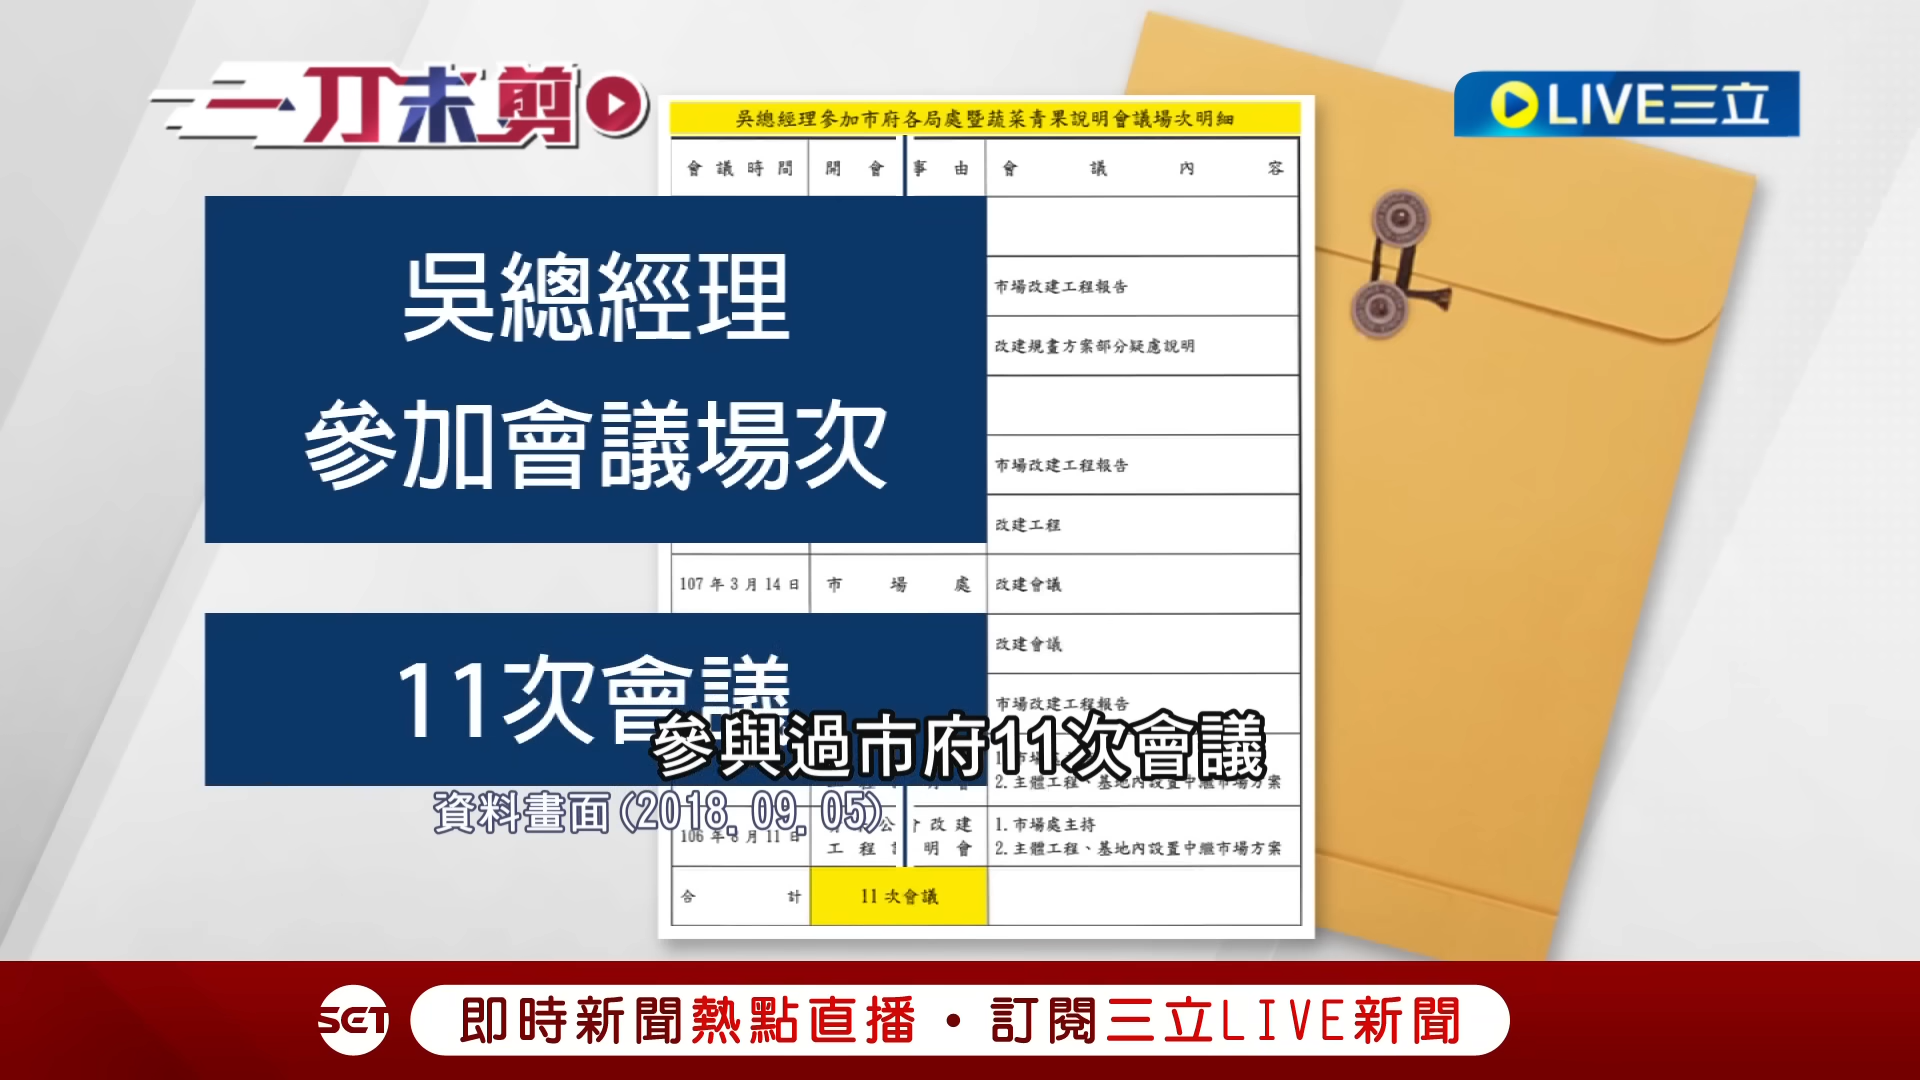 一刀未剪
LIVE三立
吳總經理參加市府各局處暨蔬菜青果說明會議場次明細
會議時間 開會事由 會議內容
吳總經理
參加會議場次
市場改建工程報告
改建規畫方案部分疑慮說明
市場改建工程報告
改建工程
107年3月14日 市場處 改建會議
改建會議
11次會議
市場改建工程報告
參與過市府11次會議
2.主體工程、基地內設置中繼市場方案
資料畫面(2018.09.05)
改建 1.市場處主持
106年8月11日 工程 明會 2.主體工程、基地內設置中繼市場方案
合計 11次會議
SET 即時新聞熱點直播・訂閱三立LIVE新聞